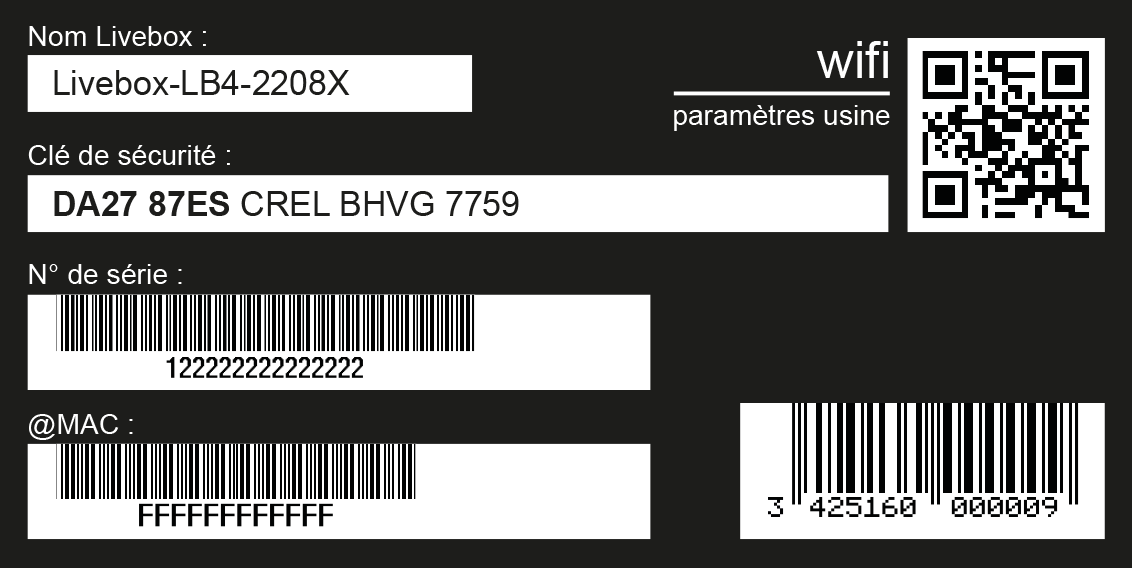 Nom Livebox :
Livebox-LB4-2208X
wifi
paramètres usine
Clé de sécurité :
DA27 87ES CREL BHVG 7759
N° de série :
122222222222222
@MAC :
FFFFFFFFFFFF
3 425160 000009